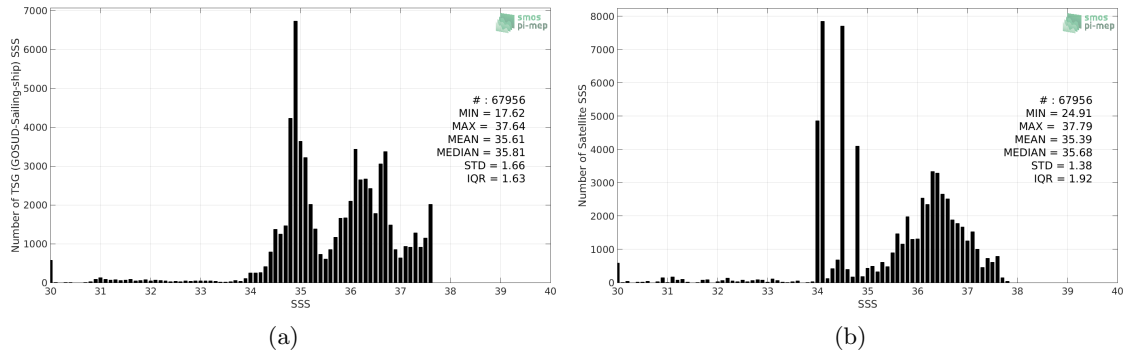 7000
6000
5000
4000
3000
2000
1000
0
Number of TSG (GOSUD-Sailing-ship) SSS
smos
pi-mep
# : 67956
MIN = 17.62
MAX = 37.64
MEAN = 35.61
MEDIAN = 35.81
STD = 1.66
IQR = 1.63
30 31 32 33 34 35 36 37 38 39 40
SSS
(a)
8000
7000
6000
5000
4000
3000
2000
1000
0
Number of Satellite SSS
smos
pi-mep
# : 67956
MIN = 24.91
MAX = 37.79
MEAN = 35.39
MEDIAN = 35.68
STD = 1.38
IQR = 1.92
30 31 32 33 34 35 36 37 38 39 40
SSS
(b)